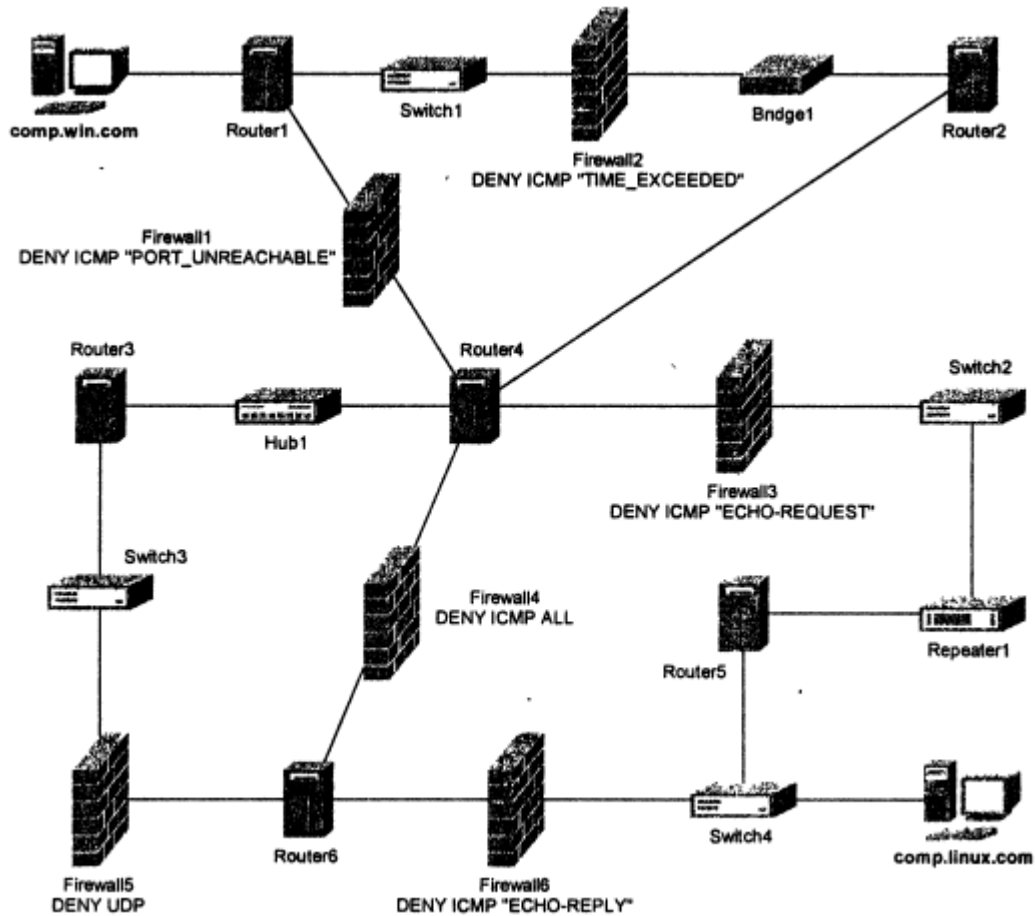 comp.win.com
Router1
Switch1
Firewall2
DENY ICMP "TIME_EXCEEDED"
Bridge1
Router2
Firewall1
DENY ICMP "PORT_UNREACHABLE"
Router3
Hub1
Router4
Firewall3
DENY ICMP "ECHO-REQUEST"
Switch2
Switch3
Firewall4
DENY ICMP ALL
Router5
Repeater1
Firewall5
DENY UDP
Router6
Firewall6
DENY ICMP "ECHO-REPLY"
Switch4
comp.linux.com